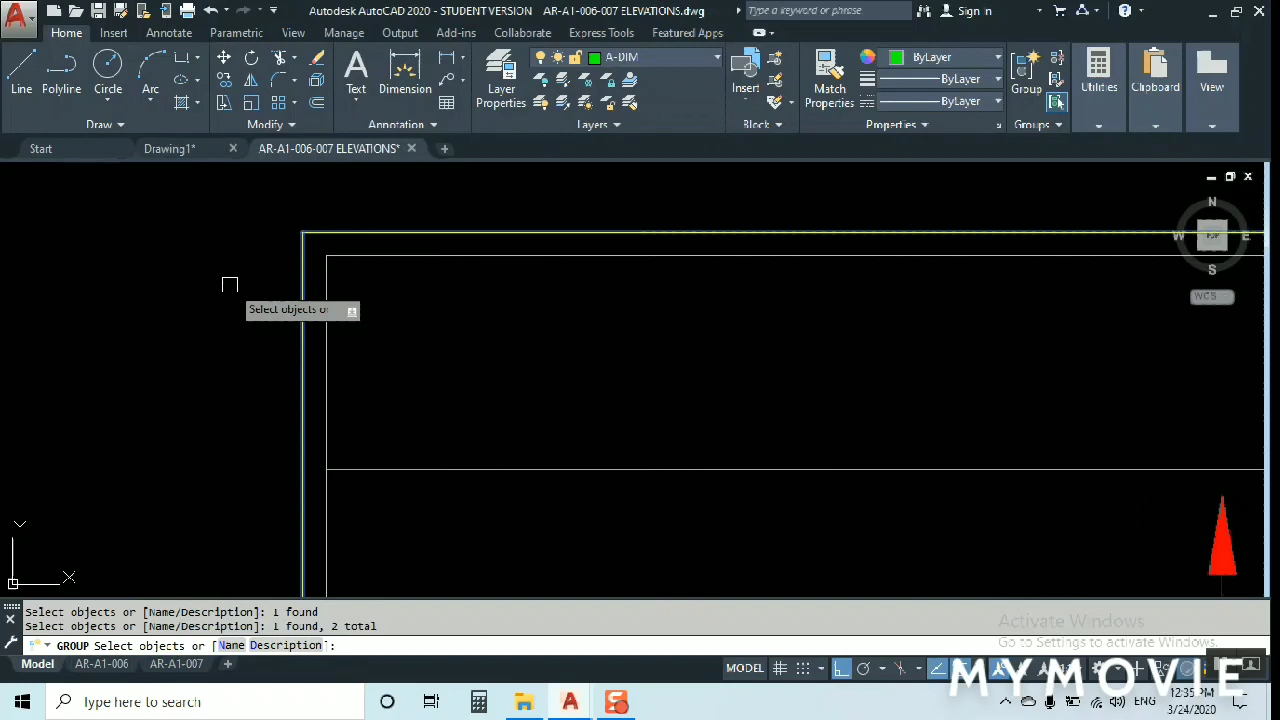 Autodesk AutoCAD 2020 - STUDENT VERSION AR-A1-006-007 ELEVATIONS.dwg
Type a keyword or phrase
Sign In
Home Insert Annotate Parametric View Manage Output Add-ins Collaborate Express Tools Featured Apps
Line Polyline Circle Arc
Text Dimension
Layer Properties
A-DIM
Insert
Match Properties
ByLayer
ByLayer
ByLayer
Group
Utilities Clipboard View
Draw Modify Annotation Layers Block Properties Groups
Start Drawing1* AR-A1-006-007 ELEVATIONS*
N
W TOP E
S
WCS
Select objects or
Y
X
Select objects or [Name/Description]: 1 found
Select objects or [Name/Description]: 1 found, 2 total
GROUP Select objects or [Name Description]:
Activate Windows
Go to Settings to activate Windows.
Model AR-A1-006 AR-A1-007
MODEL
MYMOVIE
Type here to search
ENG
12:35 PM
3/24/2020